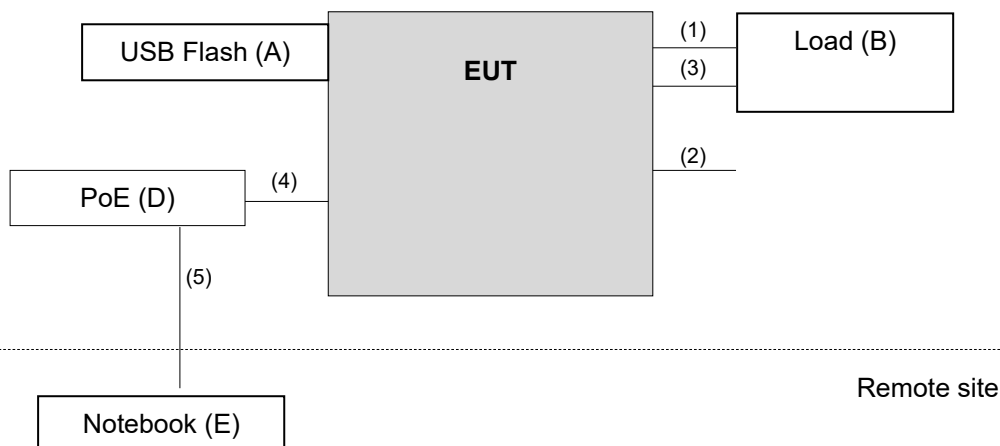 USB Flash (A)
EUT
(1)
(3)
Load (B)
(2)
PoE (D)
(4)
(5)
Remote site
Notebook (E)